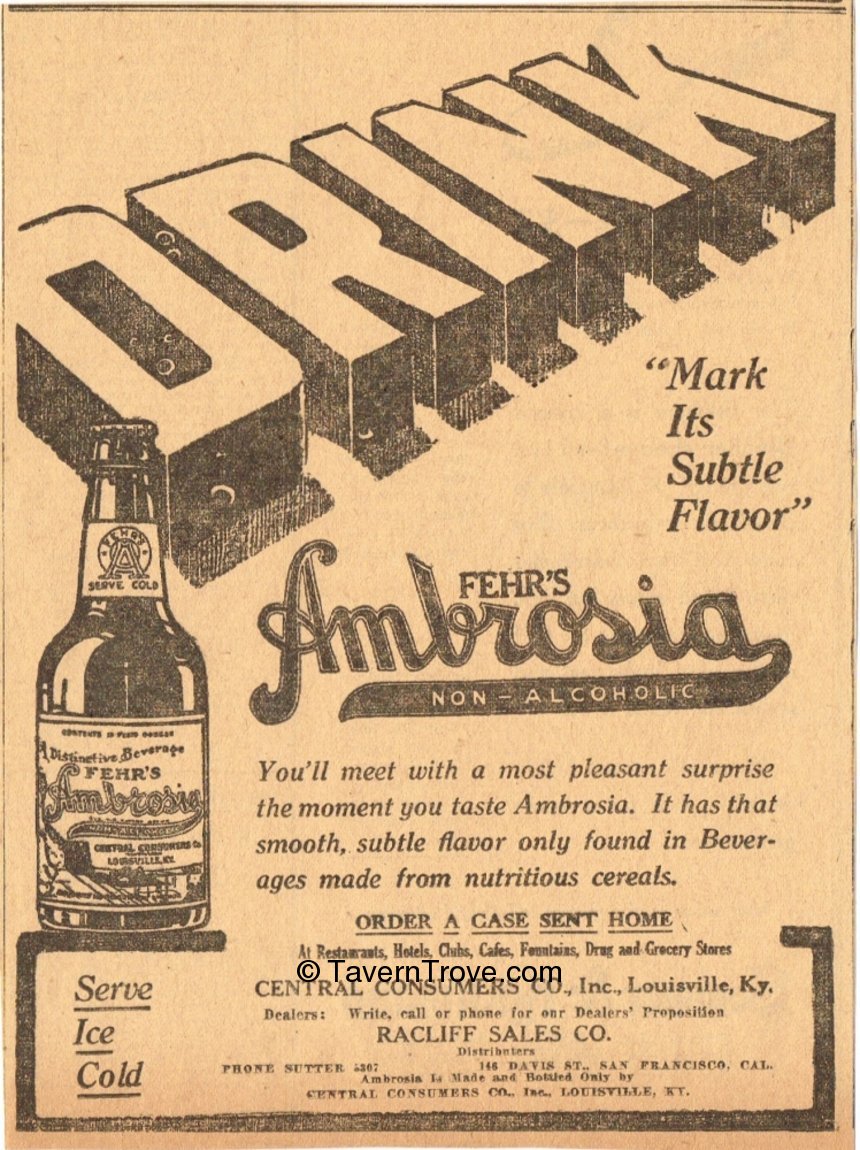 DRINK
"Mark
Its
Subtle
Flavor"
FEHR'S
A
SERVE COLD
FEHR'S
Ambrosia
NON-ALCOHOLIC
CONTENTS
A Distinctive Beverage
FEHR'S
Ambrosia
NON-ALCOHOLIC
CENTRAL CONSUMERS Co
LOUISVILLE, KY.
You'll meet with a most pleasant surprise
the moment you taste Ambrosia. It has that
smooth, subtle flavor only found in Bever-
ages made from nutritious cereals.
ORDER A CASE SENT HOME
At Restaurants, Hotels, Clubs, Cafes, Fountains, Drug and Grocery Stores
© TavernTrove.com
CENTRAL CONSUMERS CO., Inc., Louisville, Ky.
Dealers: Write, call or phone for our Dealers' Proposition
RACLIFF SALES CO.
Distributers
PHONE SUTTER 5307 146 DAVIS ST., SAN FRANCISCO, CAL.
Ambrosia Is Made and Bottled Only by
CENTRAL CONSUMERS CO., Inc., LOUISVILLE, KY.
Serve
Ice
Cold